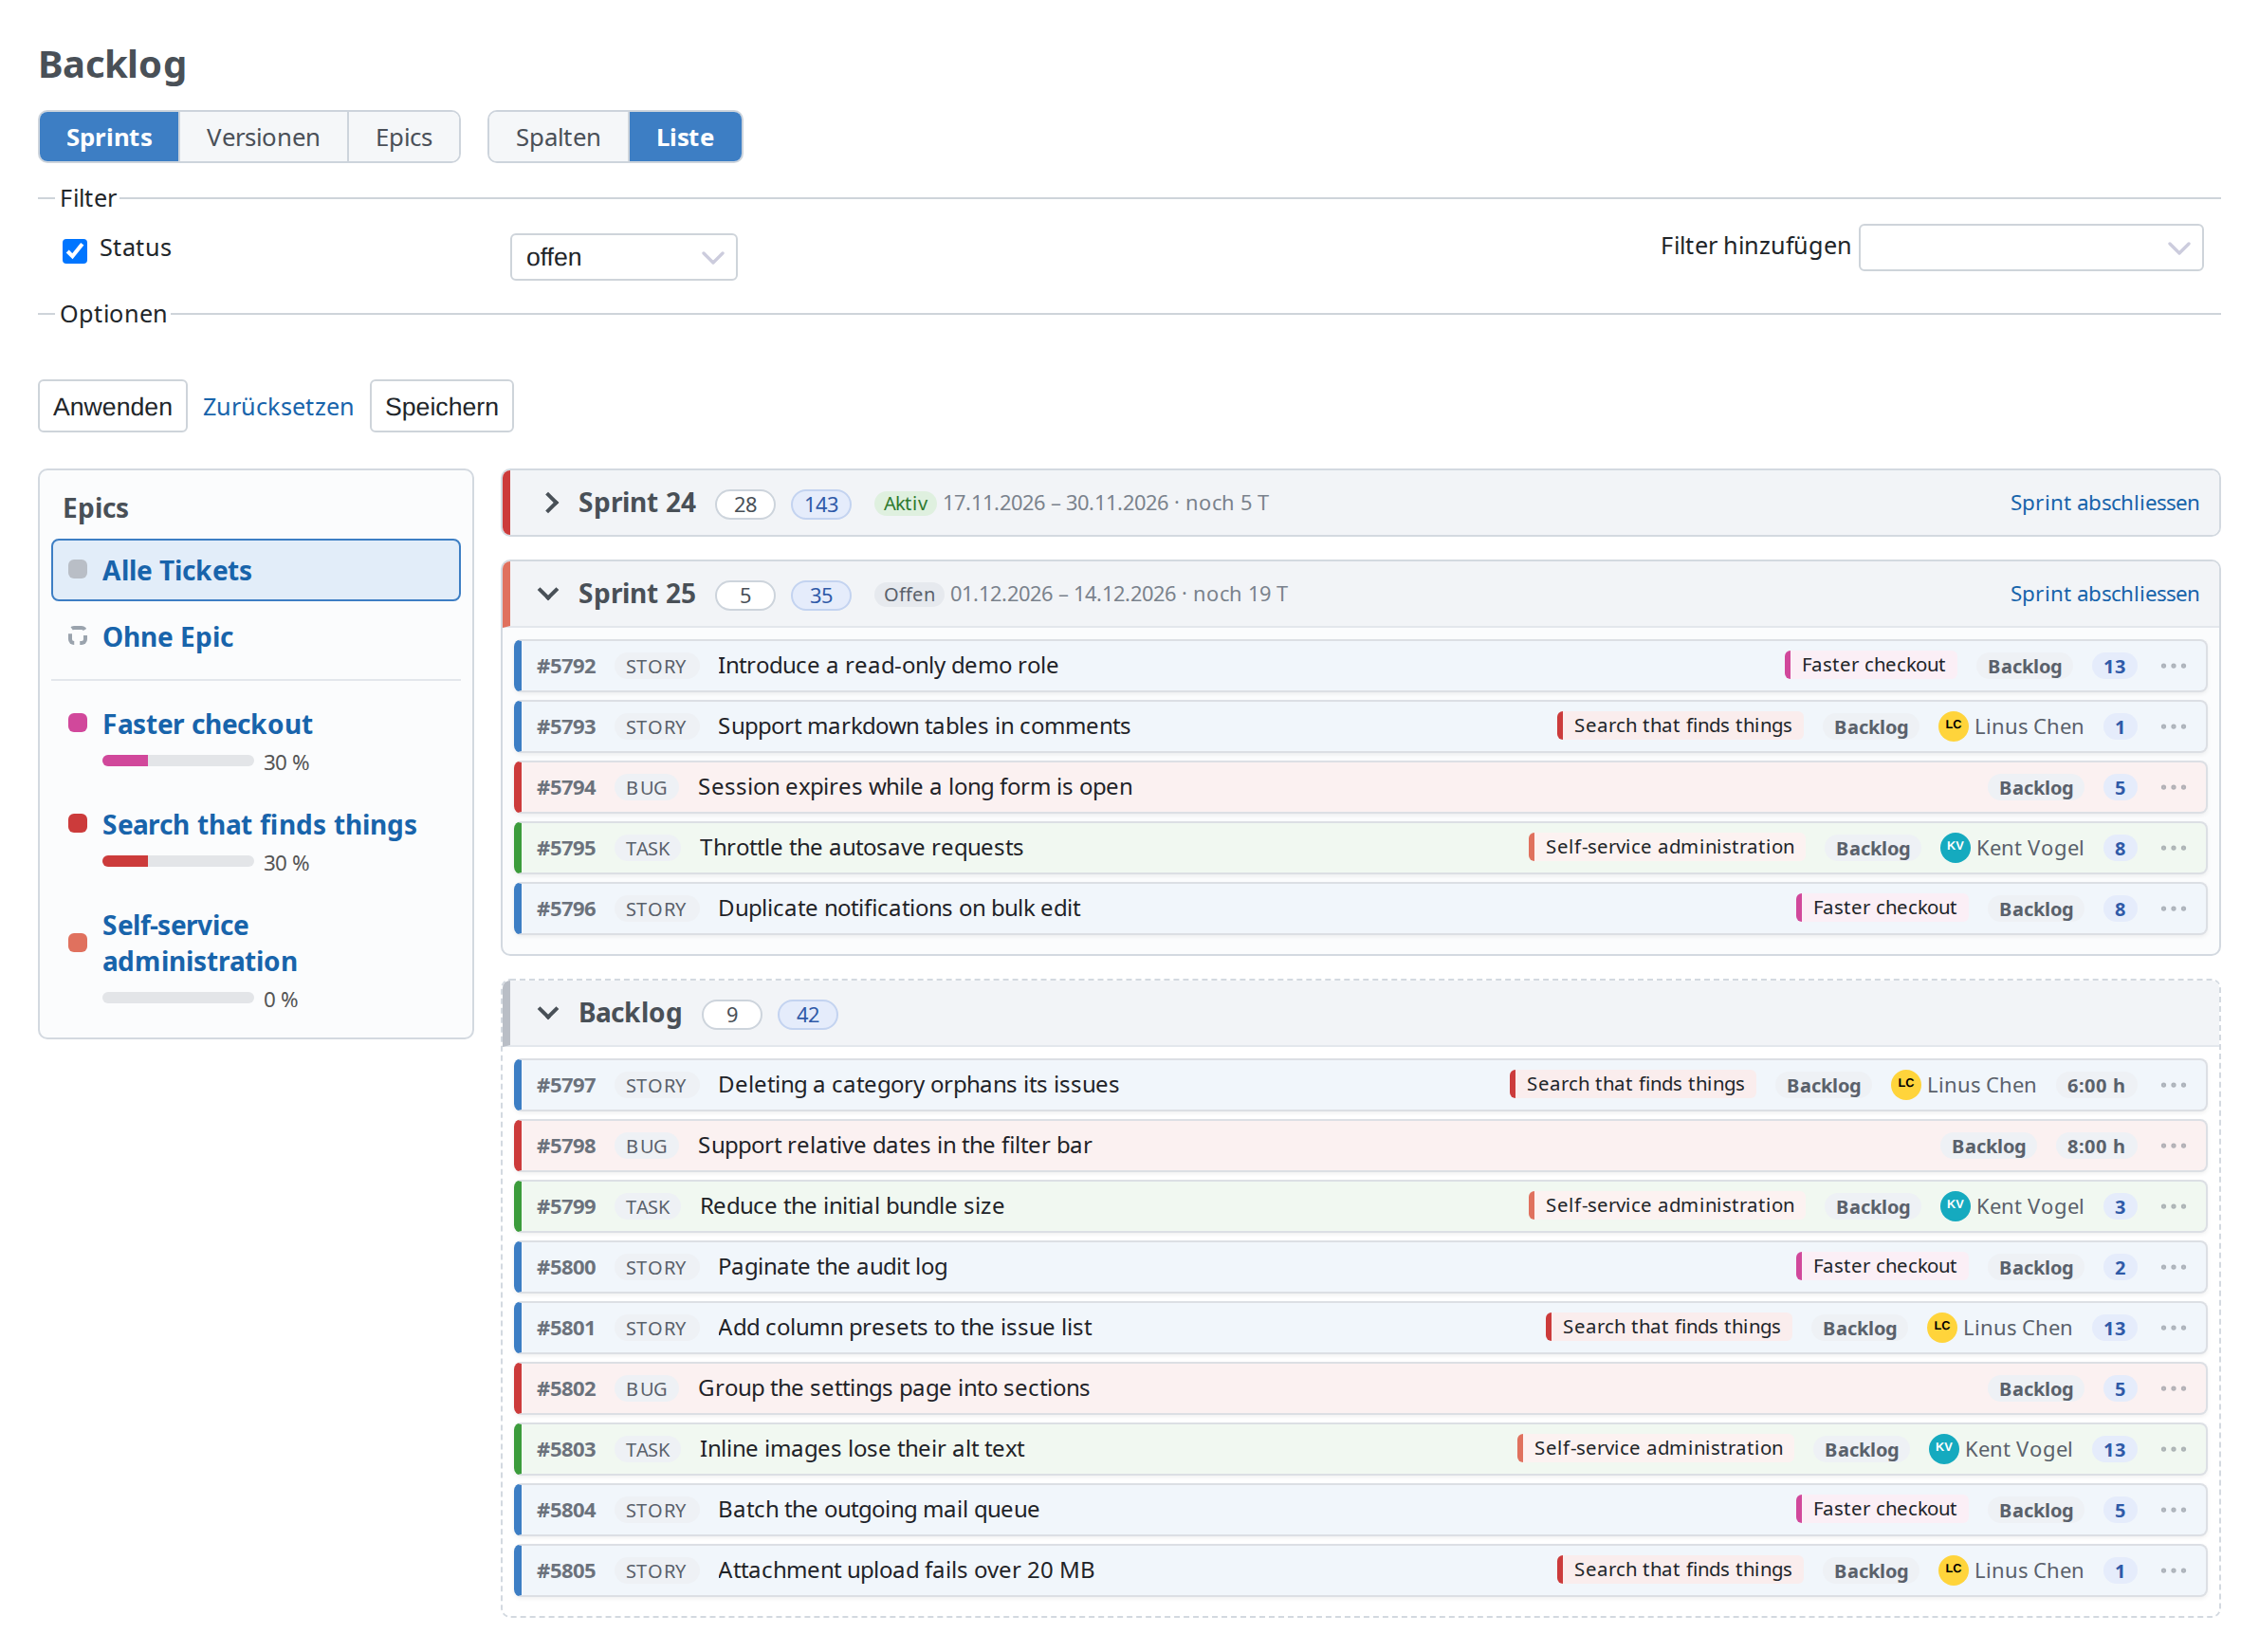 Backlog
Sprints Versionen Epics Spalten Liste
Filter
Status offen Filter hinzufügen
Optionen
Anwenden Zurücksetzen Speichern
Epics
Alle Tickets
Ohne Epic
Faster checkout
30 %
Search that finds things
30 %
Self-service
administration
0 %
Sprint 24 28 143 Aktiv 17.11.2026 – 30.11.2026 · noch 5 T Sprint abschliessen
Sprint 25 5 35 Offen 01.12.2026 – 14.12.2026 · noch 19 T Sprint abschliessen
#5792 STORY Introduce a read-only demo role Faster checkout Backlog 13
#5793 STORY Support markdown tables in comments Search that finds things Backlog LC Linus Chen 1
#5794 BUG Session expires while a long form is open Backlog 5
#5795 TASK Throttle the autosave requests Self-service administration Backlog KV Kent Vogel 8
#5796 STORY Duplicate notifications on bulk edit Faster checkout Backlog 8
Backlog 9 42
#5797 STORY Deleting a category orphans its issues Search that finds things Backlog LC Linus Chen 6:00 h
#5798 BUG Support relative dates in the filter bar Backlog 8:00 h
#5799 TASK Reduce the initial bundle size Self-service administration Backlog KV Kent Vogel 3
#5800 STORY Paginate the audit log Faster checkout Backlog 2
#5801 STORY Add column presets to the issue list Search that finds things Backlog LC Linus Chen 13
#5802 BUG Group the settings page into sections Backlog 5
#5803 TASK Inline images lose their alt text Self-service administration Backlog KV Kent Vogel 13
#5804 STORY Batch the outgoing mail queue Faster checkout Backlog 5
#5805 STORY Attachment upload fails over 20 MB Search that finds things Backlog LC Linus Chen 1